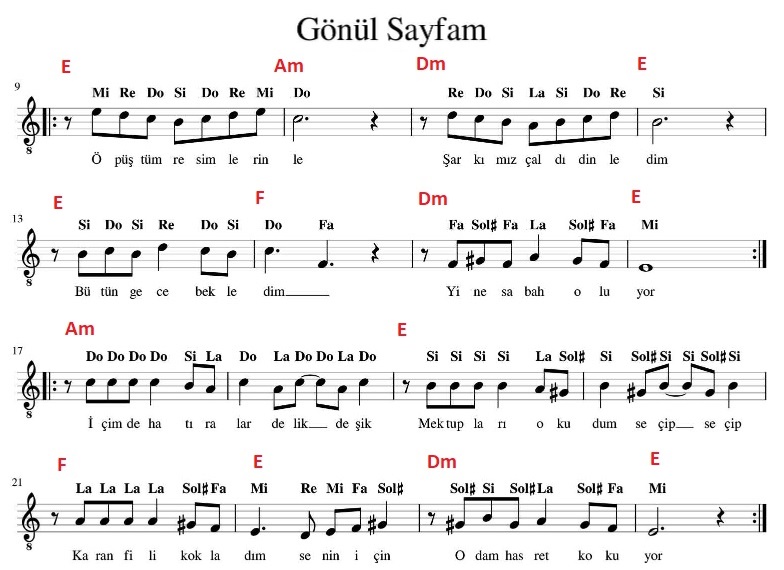 Gönül Sayfam
E Am Dm E
9 Mi Re Do Si Do Re Mi Do Re Do Si La Si Do Re Si
8
Ö püş tüm re sim le rin le Şar kı mız çal dı din le dim
E F Dm E
13 Si Do Si Re Do Si Do Fa Fa Sol♯ Fa La Sol♯ Fa Mi
8
Bü tün ge ce bek le dim Yi ne sa bah o lu yor
Am E
17 Do Do Do Do Si La Do La Do Do La Do Si Si Si Si La Sol♯ Si Sol♯ Si Si Sol♯ Si
8
İ çim de ha tı ra lar de lik de şik Mek tup la rı o ku dum se çip se çip
F E Dm E
21 La La La La Sol♯ Fa Mi Re Mi Fa Sol♯ Sol♯ Si Sol♯ La Sol♯ Fa Mi
8
Ka ran fi li kok la dım se nin i çin O dam has ret ko ku yor